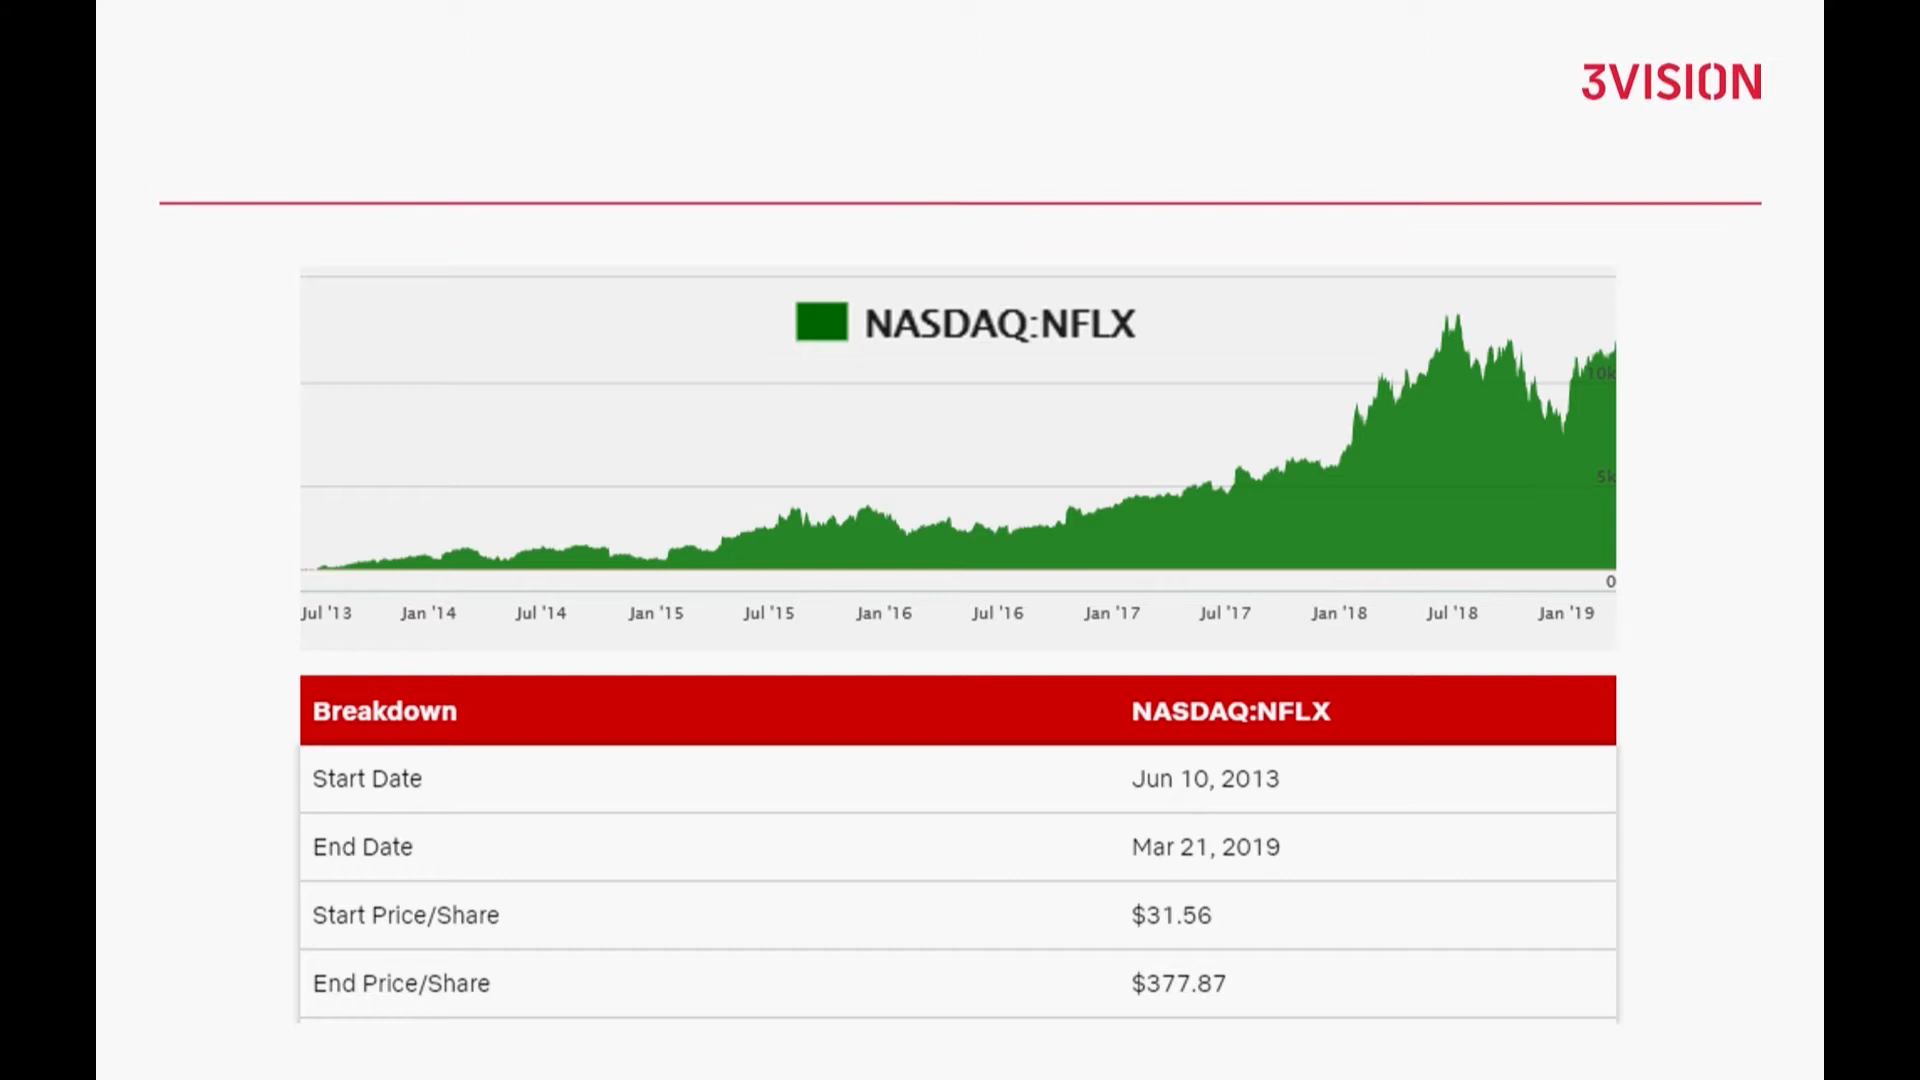 3VISION
NASDAQ:NFLX
10k
5k
0
Jul '13 Jan '14 Jul '14 Jan '15 Jul '15 Jan '16 Jul '16 Jan '17 Jul '17 Jan '18 Jul '18 Jan '19
Breakdown NASDAQ:NFLX
Start Date Jun 10, 2013
End Date Mar 21, 2019
Start Price/Share $31.56
End Price/Share $377.87